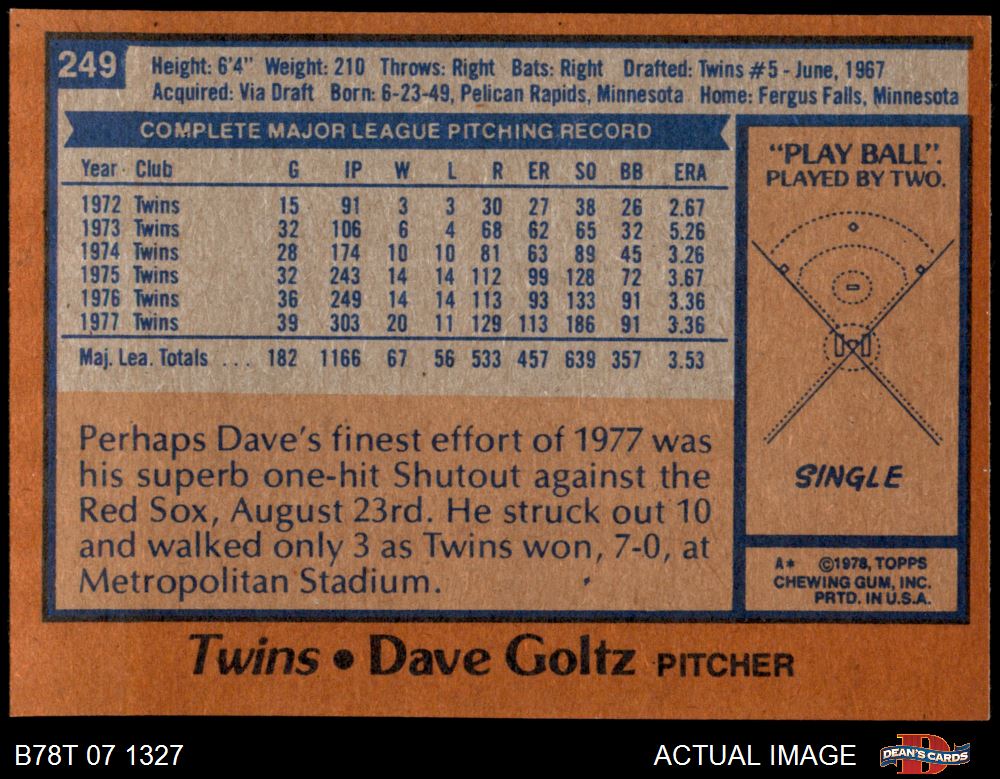 249
Height: 6'4" Weight: 210 Throws: Right Bats: Right Drafted: Twins #5 - June, 1967
Acquired: Via Draft Born: 6-23-49, Pelican Rapids, Minnesota Home: Fergus Falls, Minnesota
COMPLETE MAJOR LEAGUE PITCHING RECORD
Year Club G IP W L R ER SO BB ERA
1972 Twins 15 91 3 3 30 27 38 26 2.67
1973 Twins 32 106 6 4 68 62 65 32 5.26
1974 Twins 28 174 10 10 81 63 89 45 3.26
1975 Twins 32 243 14 14 112 99 128 72 3.67
1976 Twins 36 249 14 14 113 93 133 91 3.36
1977 Twins 39 303 20 11 129 113 186 91 3.36
Maj. Lea. Totals ... 182 1166 67 56 533 457 639 357 3.53
"PLAY BALL".
PLAYED BY TWO.
SINGLE
Perhaps Dave's finest effort of 1977 was
his superb one-hit Shutout against the
Red Sox, August 23rd. He struck out 10
and walked only 3 as Twins won, 7-0, at
Metropolitan Stadium.
A* ©1978, TOPPS
CHEWING GUM, INC.
PRTD. IN U.S.A.
Twins • Dave Goltz PITCHER
B78T 07 1327
ACTUAL IMAGE
DEAN'S CARDS